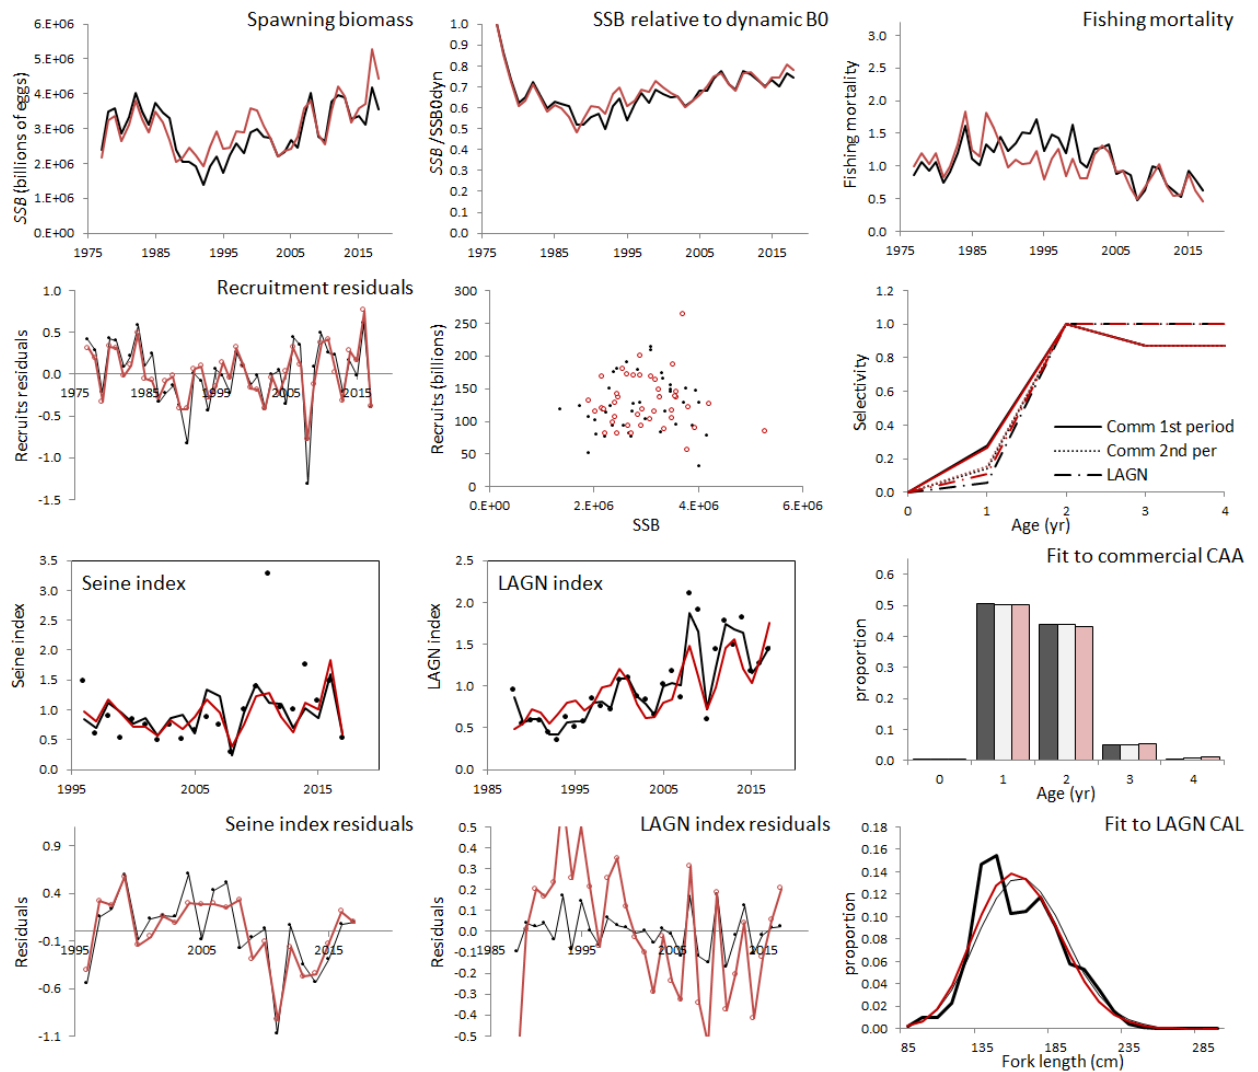 Spawning biomass
SSB (billions of eggs)
6.E+06
5.E+06
4.E+06
3.E+06
2.E+06
1.E+06
0.E+00
1975 1985 1995 2005 2015
SSB relative to dynamic B0
SSB / SSB0dyn
1.0
0.9
0.8
0.7
0.6
0.5
0.4
0.3
0.2
0.1
0.0
1975 1985 1995 2005 2015
Fishing mortality
Fishing mortality
3.0
2.5
2.0
1.5
1.0
0.5
0.0
1975 1985 1995 2005 2015
Recruitment residuals
Recruits residuals
1.0
0.5
0.0
-0.5
-1.0
-1.5
1975 1985 1995 2005 2015
Recruits (billions)
300
250
200
150
100
50
0
0.E+00 2.E+06 4.E+06 6.E+06
SSB
Selectivity
1.2
1.0
0.8
0.6
0.4
0.2
0.0
Comm 1st period
Comm 2nd per
LAGN
0 1 2 3 4
Age (yr)
Seine index
Seine index
3.5
3.0
2.5
2.0
1.5
1.0
0.5
0.0
1995 2005 2015
LAGN index
LAGN index
2.5
2.0
1.5
1.0
0.5
0.0
1985 1995 2005 2015
Fit to commercial CAA
proportion
0.6
0.5
0.4
0.3
0.2
0.1
0.0
0 1 2 3 4
Age (yr)
Seine index residuals
Residuals
0.9
0.4
-0.1
-0.6
-1.1
1995 2005 2015
LAGN index residuals
Residuals
0.5
0.4
0.3
0.2
0.1
0.0
-0.1
-0.2
-0.3
-0.4
-0.5
1985 1995 2005 2015
Fit to LAGN CAL
proportion
0.18
0.16
0.14
0.12
0.10
0.08
0.06
0.04
0.02
0.00
85 135 185 235 285
Fork length (cm)